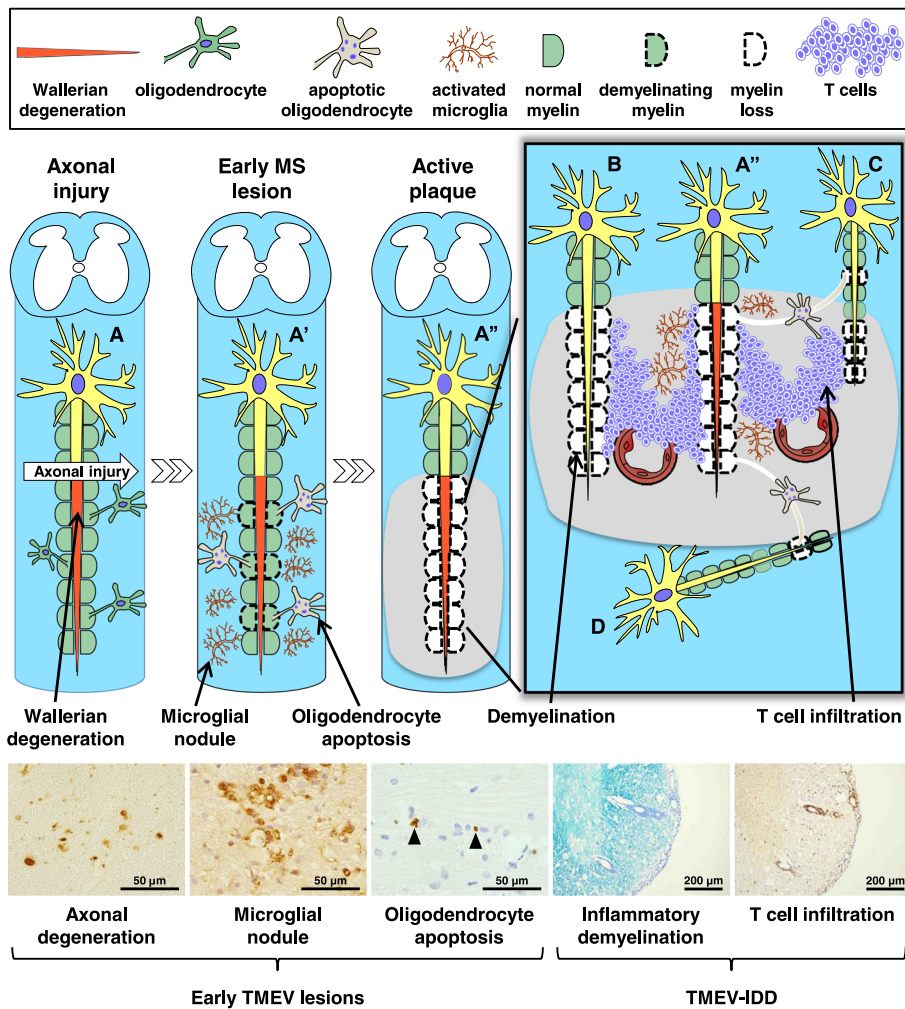 Wallerian
degeneration
oligodendrocyte
apoptotic
oligodendrocyte
activated
microglia
normal
myelin
demyelinating
myelin
myelin
loss
T cells
Axonal
injury
Early MS
lesion
Active
plaque
A
A'
A"
B
A"
C
D
Axonal injury
Wallerian
degeneration
Microglial
nodule
Oligodendrocyte
apoptosis
Demyelination
T cell infiltration
50 μm
50 μm
50 μm
200 μm
200 μm
Axonal
degeneration
Microglial
nodule
Oligodendrocyte
apoptosis
Inflammatory
demyelination
T cell infiltration
Early TMEV lesions
TMEV-IDD